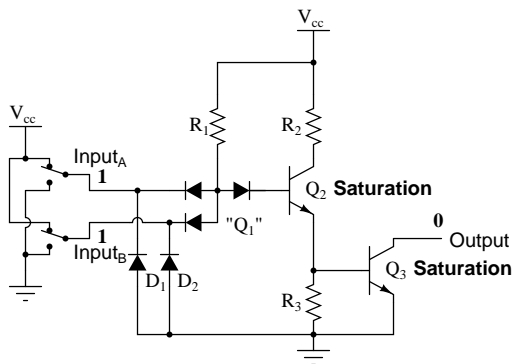 Vcc
R1
R2
Vcc
InputA
1
Q2 Saturation
1
"Q1"
0
Output
InputB
Q3 Saturation
D1
D2
R3